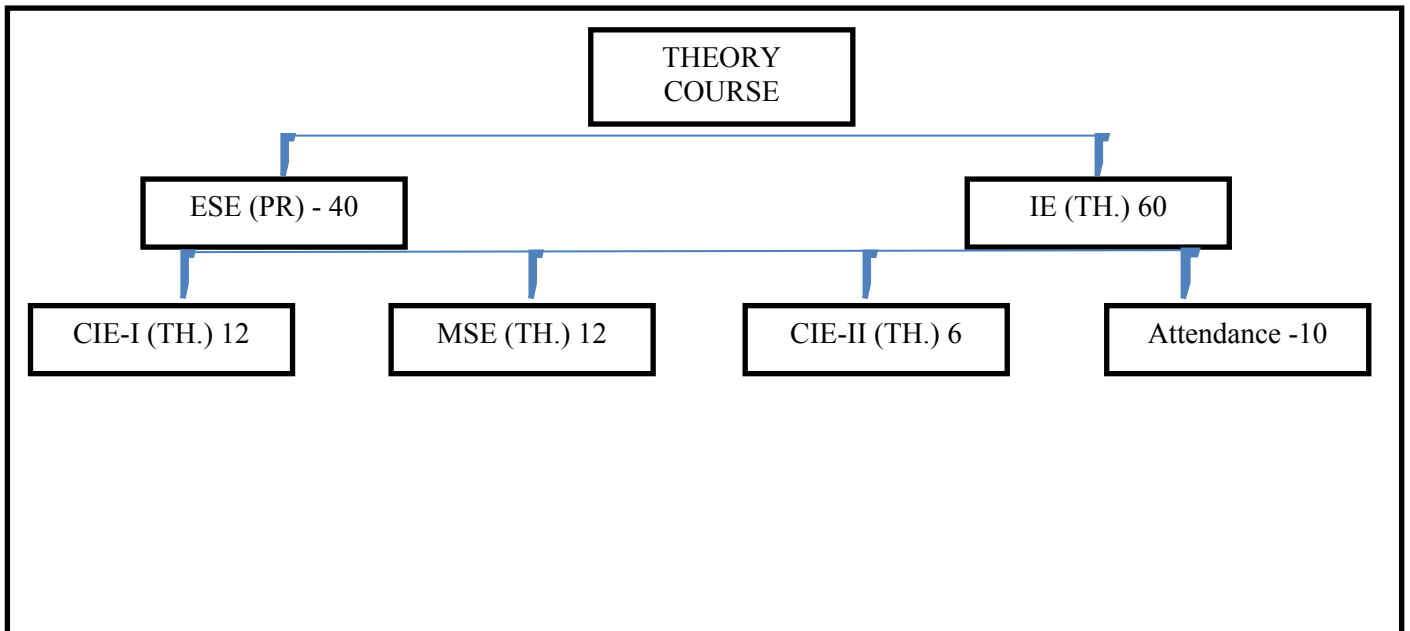 THEORY
COURSE
ESE (PR) - 40
IE (TH.) 60
CIE-I (TH.) 12
MSE (TH.) 12
CIE-II (TH.) 6
Attendance -10